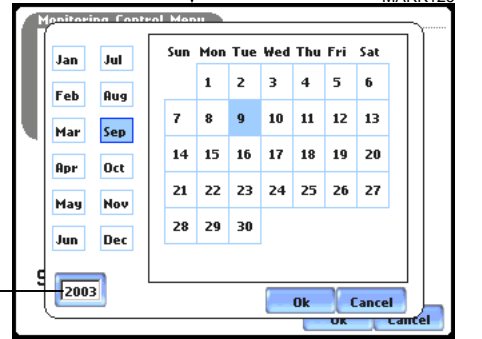 Monitoring Control Menu
Jan Jul
Feb Aug
Mar Sep
Apr Oct
May Nov
Jun Dec
2003
Sun Mon Tue Wed Thu Fri Sat
1 2 3 4 5 6
7 8 9 10 11 12 13
14 15 16 17 18 19 20
21 22 23 24 25 26 27
28 29 30
Ok Cancel
Ok Cancel